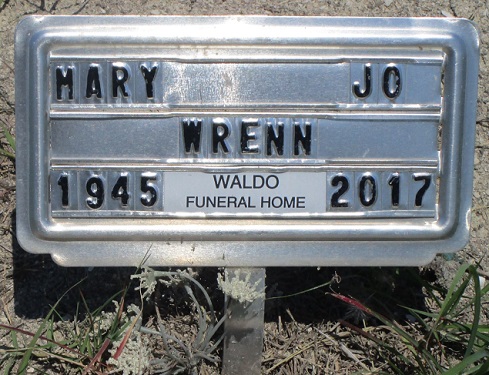 MARY JO
WRENN
1945 WALDO 2017
FUNERAL HOME